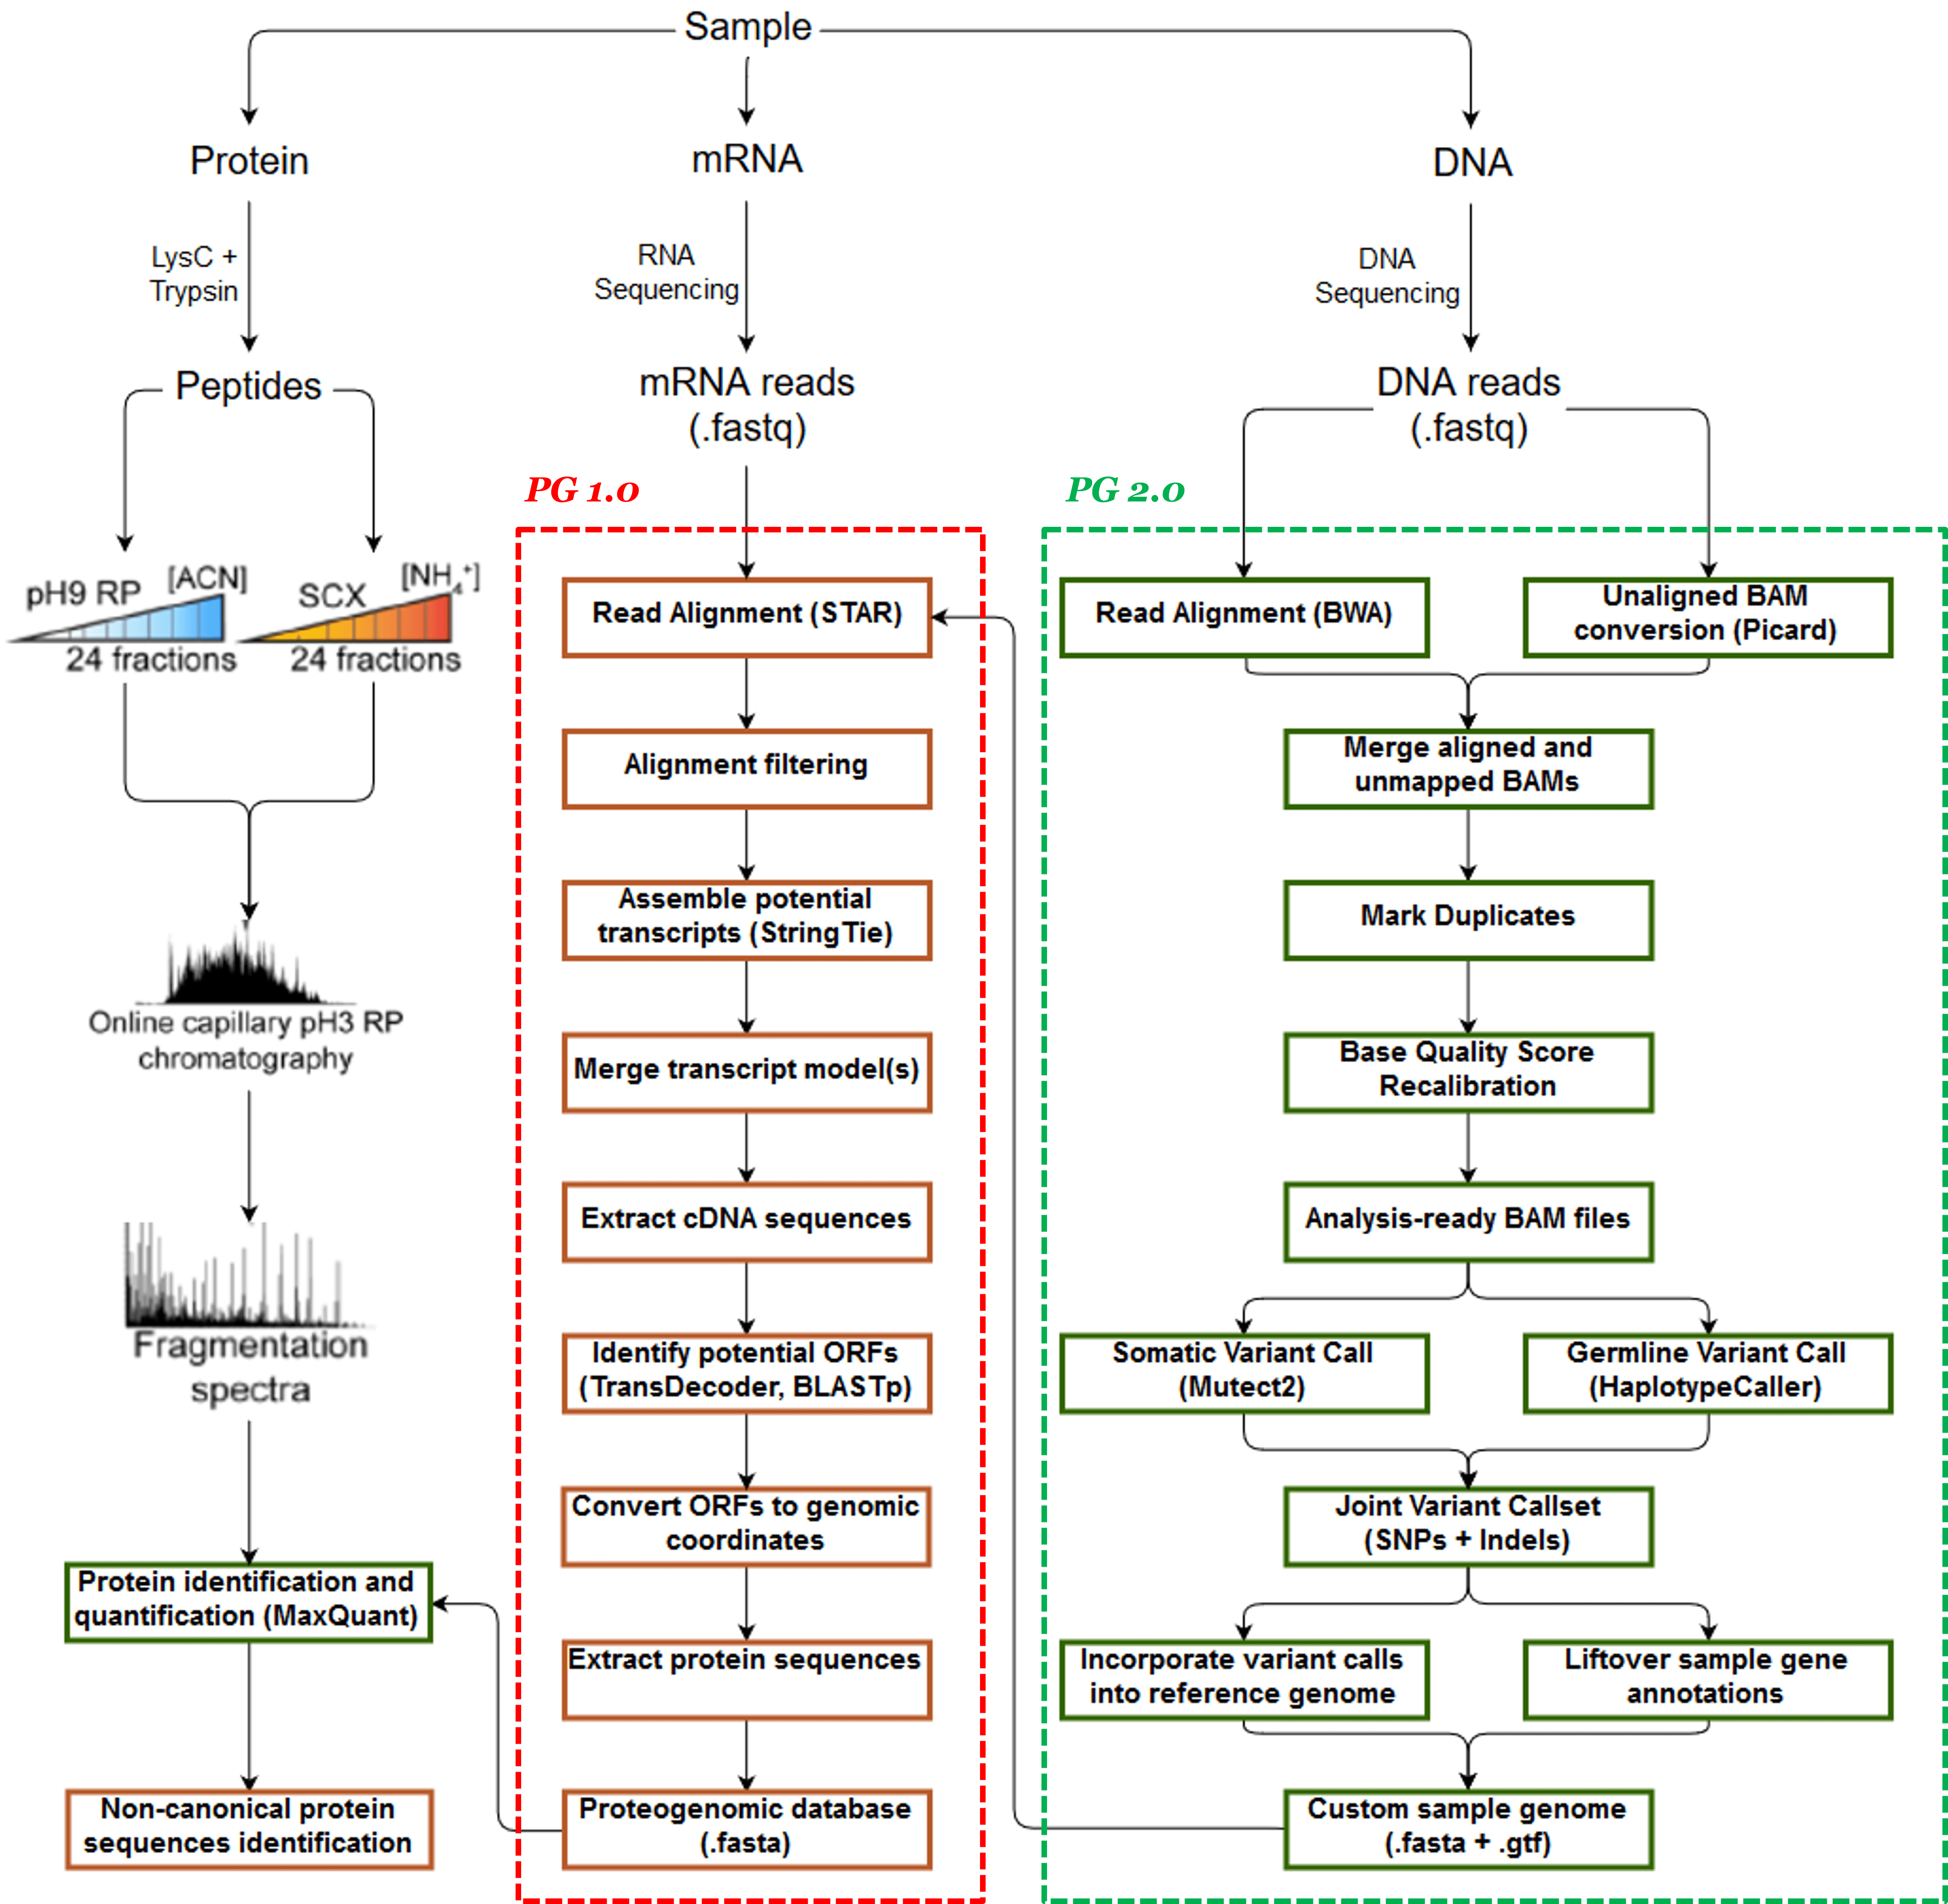 Sample
Protein
mRNA
DNA
LysC +
Trypsin
RNA
Sequencing
DNA
Sequencing
Peptides
mRNA reads
(.fastq)
DNA reads
(.fastq)
PG 1.0
PG 2.0
pH9 RP
[ACN]
24 fractions
SCX
[NH₄⁺]
24 fractions
Online capillary pH3 RP
chromatography
Fragmentation
spectra
Protein identification and
quantification (MaxQuant)
Non-canonical protein
sequences identification
Read Alignment (STAR)
Alignment filtering
Assemble potential
transcripts (StringTie)
Merge transcript model(s)
Extract cDNA sequences
Identify potential ORFs
(TransDecoder, BLASTp)
Convert ORFs to genomic
coordinates
Extract protein sequences
Proteogenomic database
(.fasta)
Read Alignment (BWA)
Unaligned BAM
conversion (Picard)
Merge aligned and
unmapped BAMs
Mark Duplicates
Base Quality Score
Recalibration
Analysis-ready BAM files
Somatic Variant Call
(Mutect2)
Germline Variant Call
(HaplotypeCaller)
Joint Variant Callset
(SNPs + Indels)
Incorporate variant calls
into reference genome
Liftover sample gene
annotations
Custom sample genome
(.fasta + .gtf)